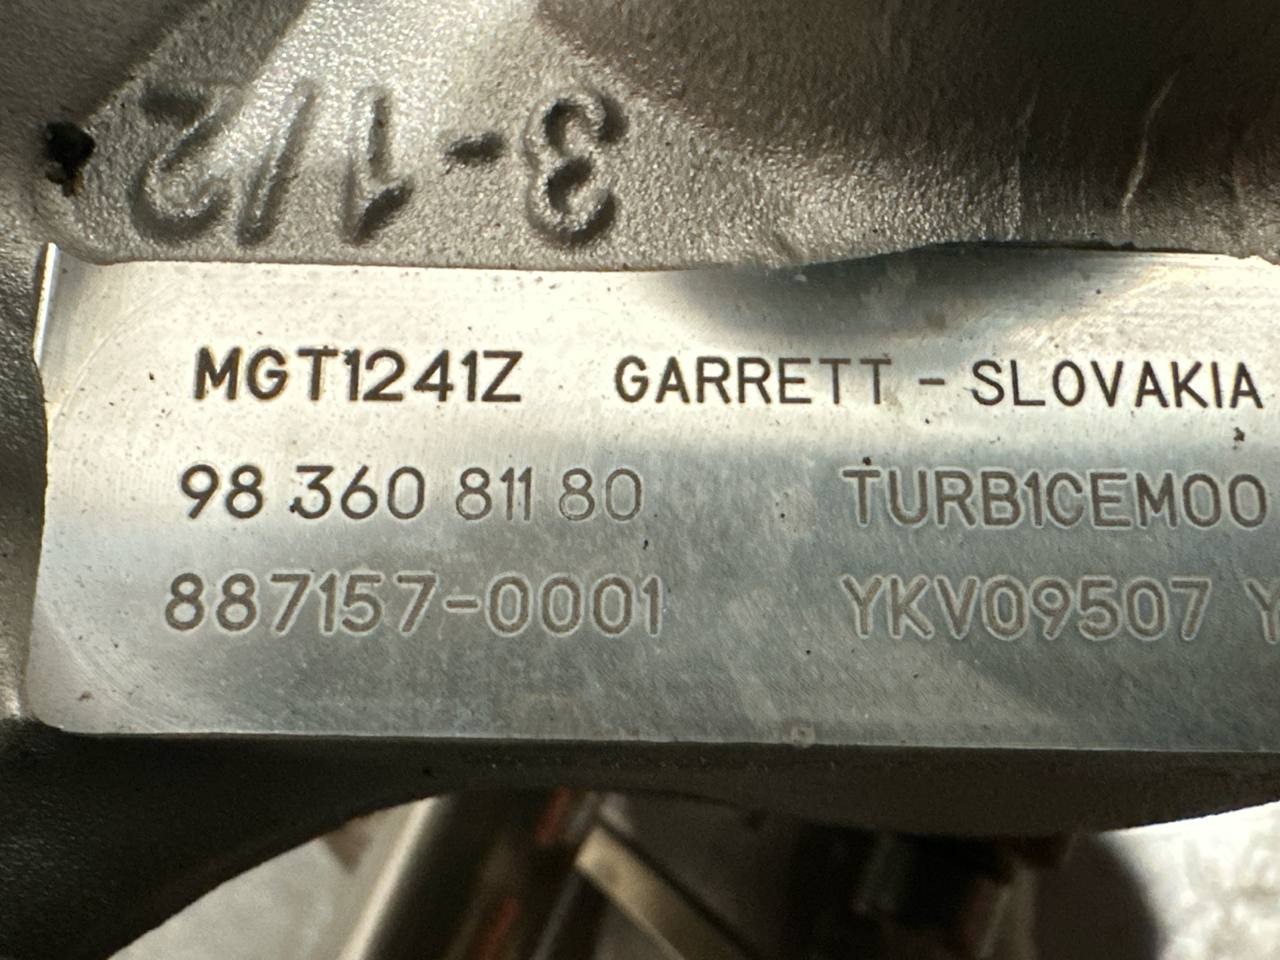 3-1/2
MGT1241Z GARRETT - SLOVAKIA
98 360 811 80 TURB1CEM00
887157-0001 YKV09507 Y